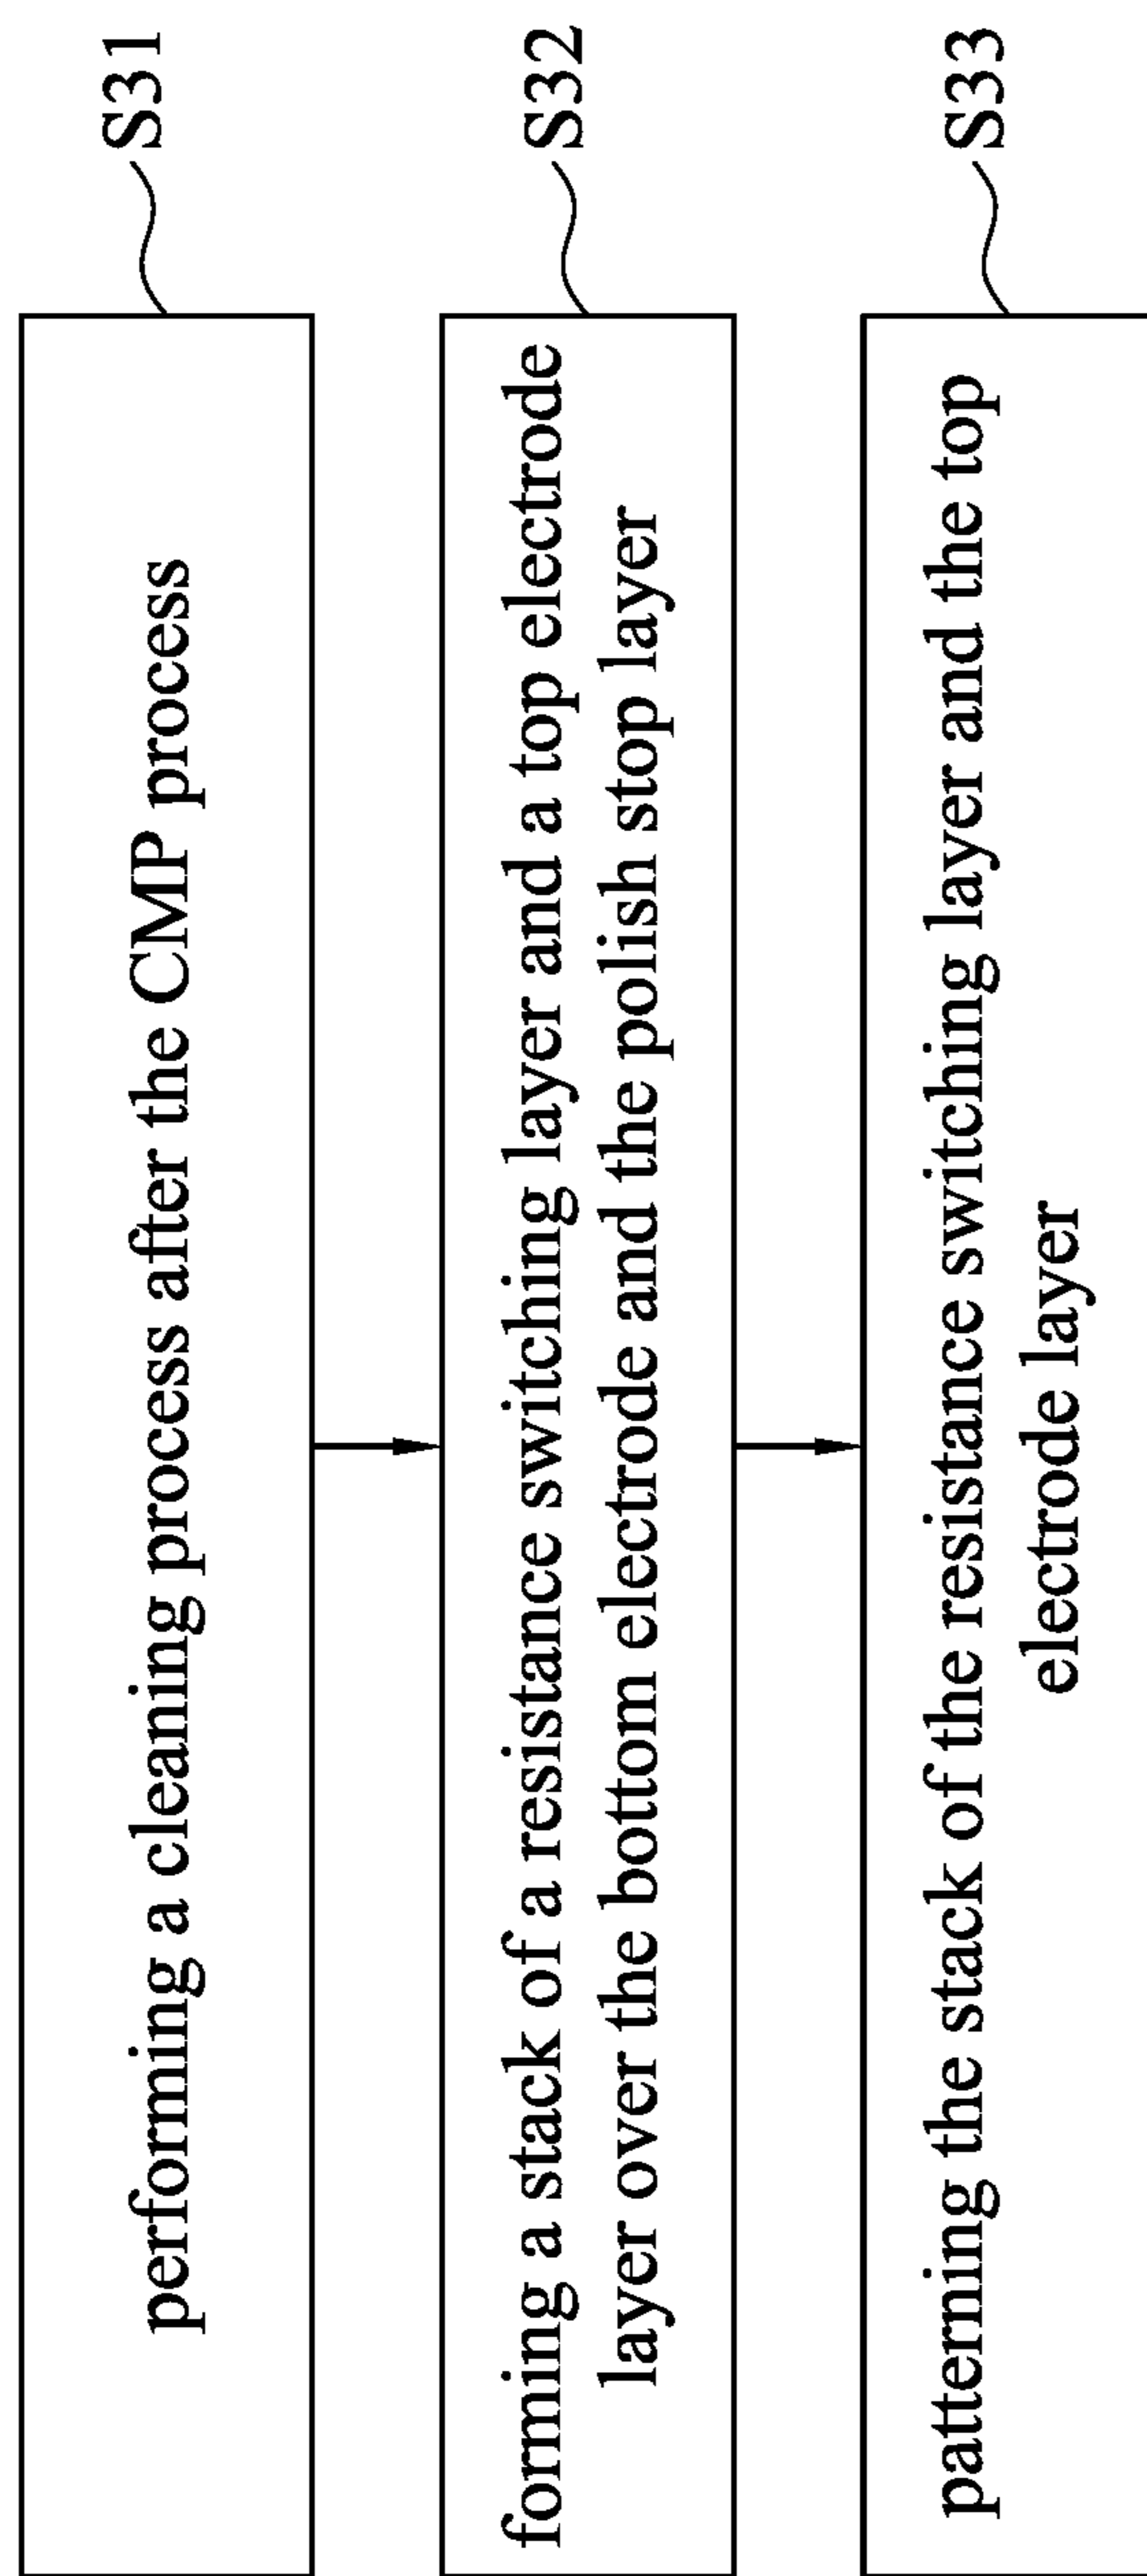 performing a cleaning process after the CMP process
S31
forming a stack of a resistance switching layer and a top electrode
layer over the bottom electrode and the polish stop layer
S32
patterning the stack of the resistance switching layer and the top
electrode layer
S33